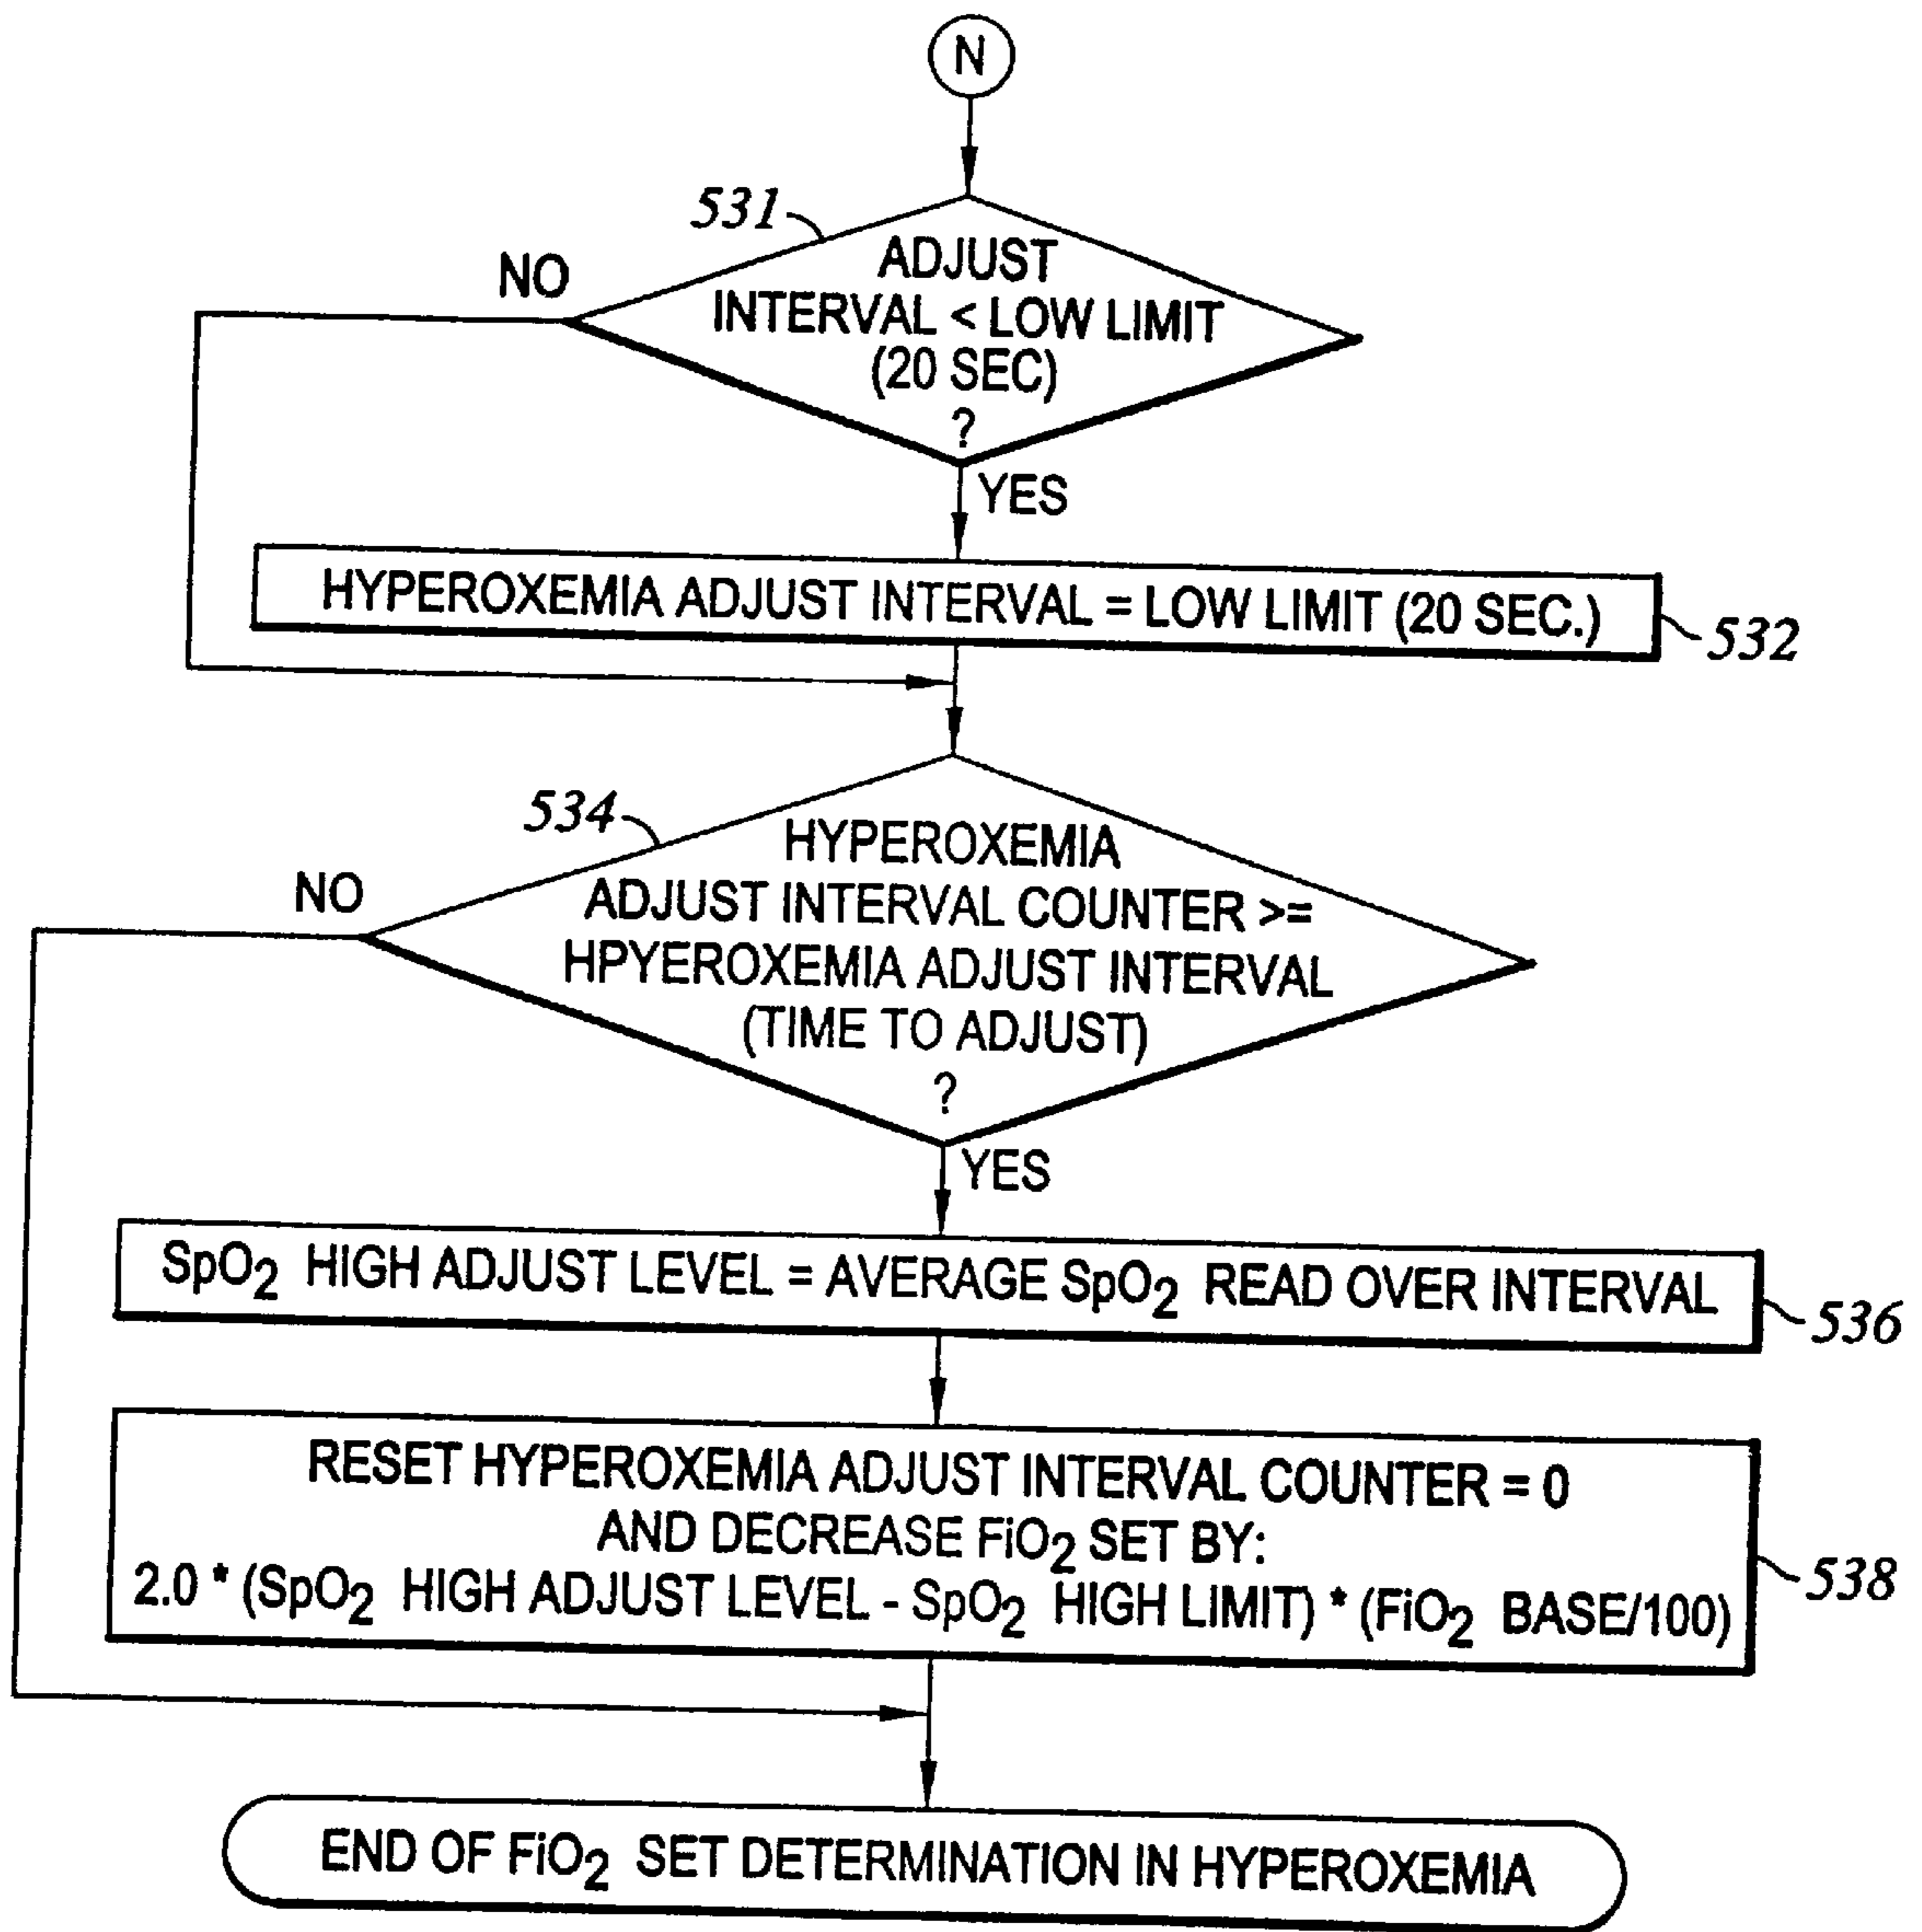 N
531
ADJUST
INTERVAL < LOW LIMIT
(20 SEC)
?
NO
YES
HYPEROXEMIA ADJUST INTERVAL = LOW LIMIT (20 SEC.)
532
534
HYPEROXEMIA
ADJUST INTERVAL COUNTER >=
HPYEROXEMIA ADJUST INTERVAL
(TIME TO ADJUST)
?
NO
YES
SpO2 HIGH ADJUST LEVEL = AVERAGE SpO2 READ OVER INTERVAL
536
RESET HYPEROXEMIA ADJUST INTERVAL COUNTER = 0
AND DECREASE FiO2 SET BY:
2.0 * (SpO2 HIGH ADJUST LEVEL - SpO2 HIGH LIMIT) * (FiO2 BASE/100)
538
END OF FiO2 SET DETERMINATION IN HYPEROXEMIA